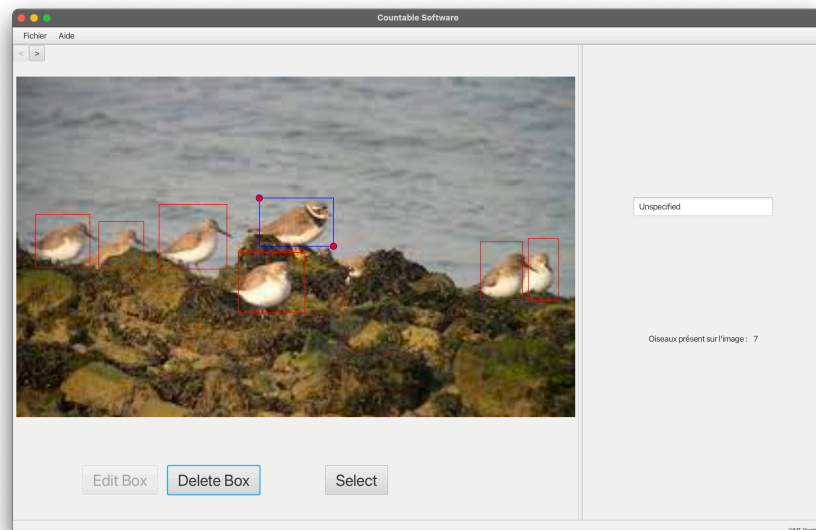 Countable Software
Fichier Aide
< >
Unspecified
Oiseaux présent sur l'image : 7
Edit Box Delete Box Select